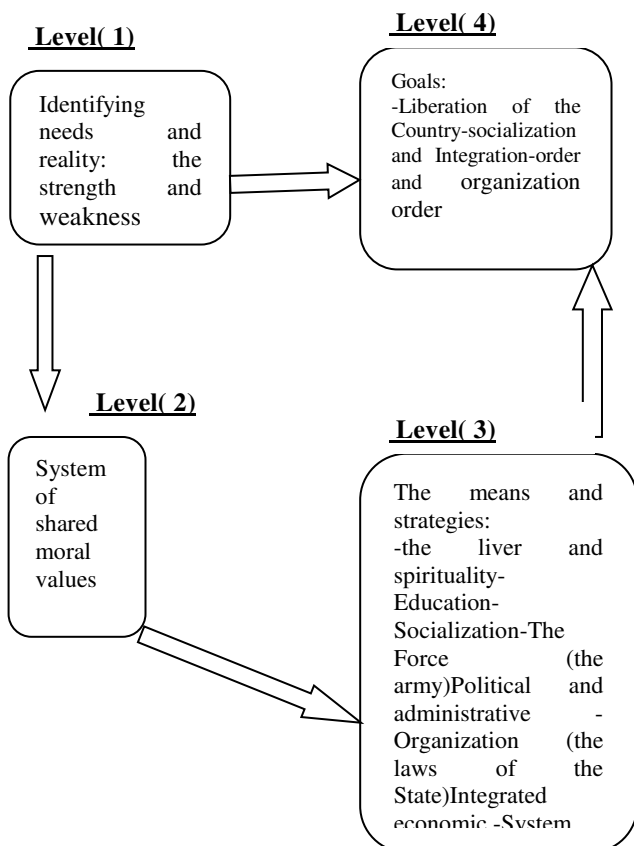 Level( 1)
Identifying
needs and
reality: the
strength and
weakness
Level( 2)
System
of
shared
moral
values
Level( 3)
The means and
strategies:
-the liver and
spirituality-
Education-
Socialization-The
Force (the
army)Political and
administrative -
Organization (the
laws of the
State)Integrated
economic -System
Level( 4)
Goals:
-Liberation of the
Country-socialization
and Integration-order
and organization
order